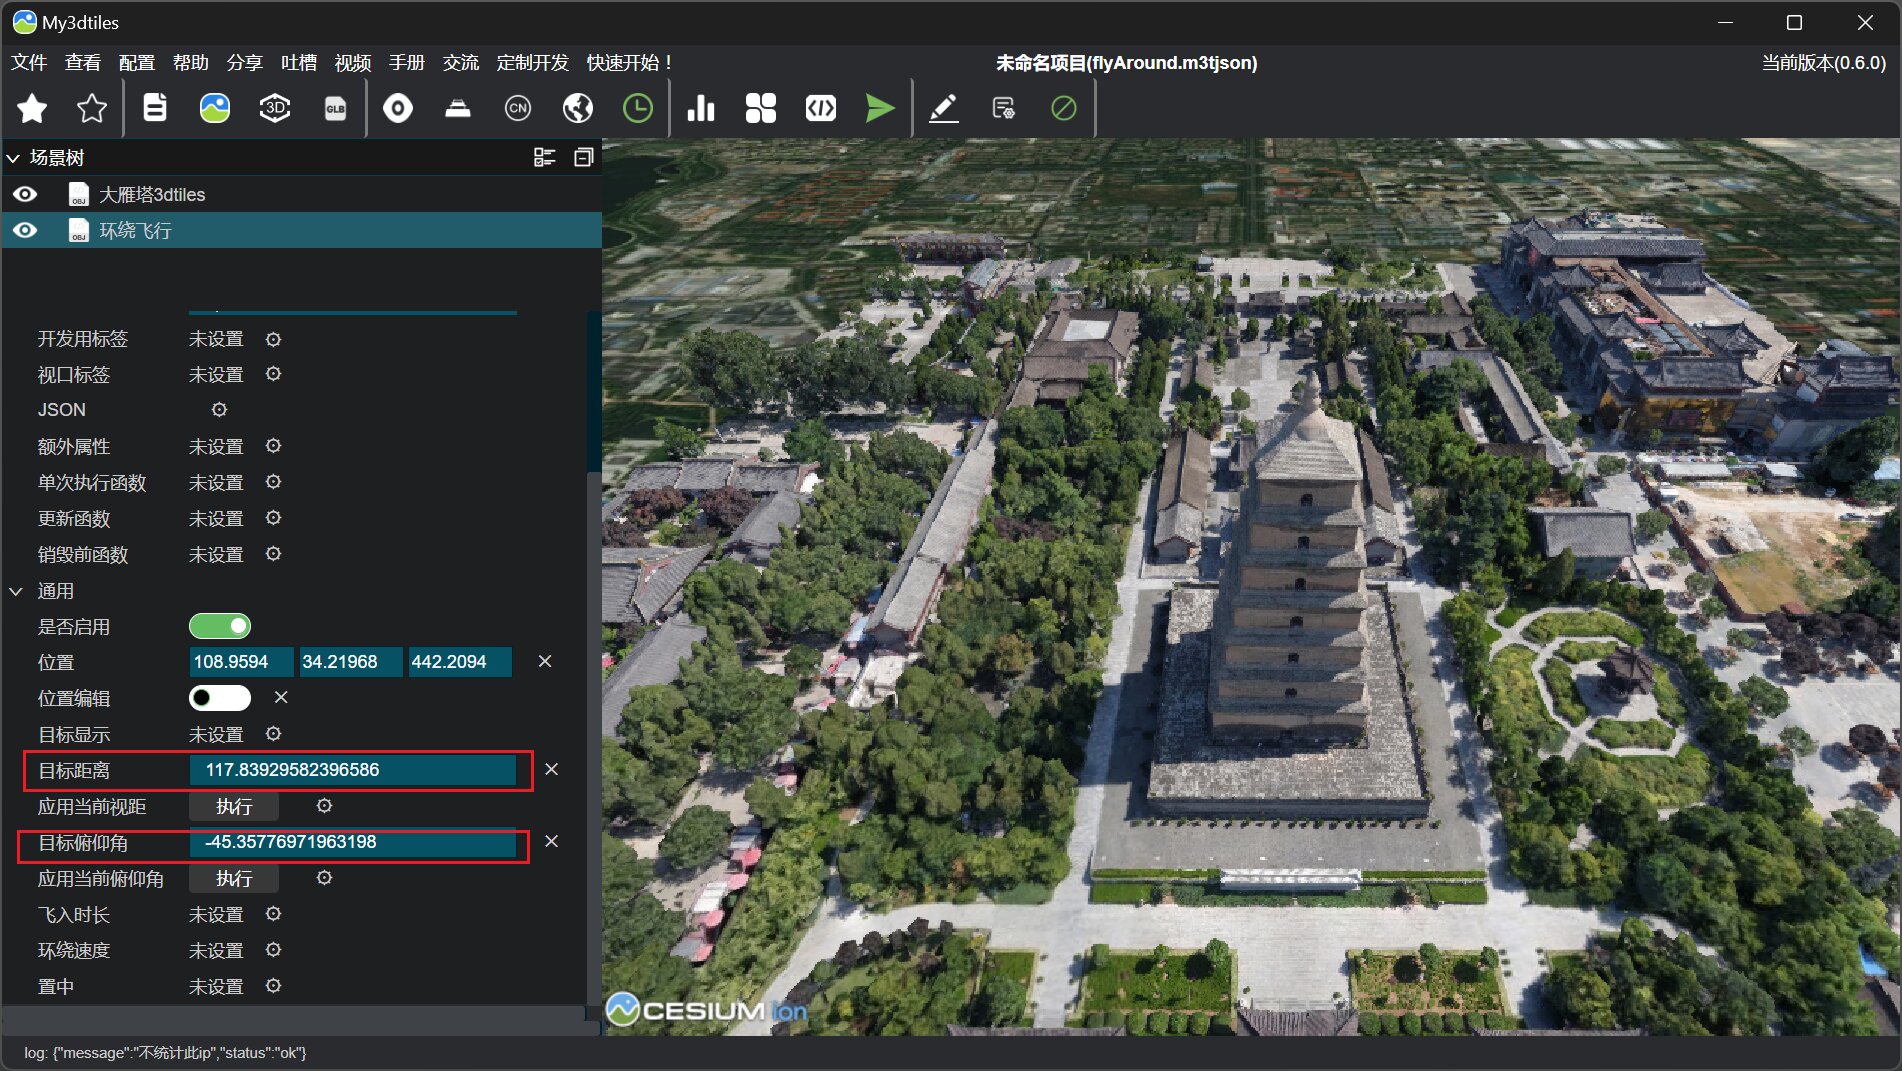 My3dtiles
文件 查看 配置 帮助 分享 吐槽 视频 手册 交流 定制开发 快速开始！
未命名项目(flyAround.m3tjson)
当前版本(0.6.0)
3D
GLB
CN
场景树
OBJ 大雁塔3dtiles
OBJ 环绕飞行
开发用标签 未设置
视口标签 未设置
JSON
额外属性 未设置
单次执行函数 未设置
更新函数 未设置
销毁前函数 未设置
通用
是否启用
位置 108.9594 34.21968 442.2094
位置编辑
目标显示 未设置
目标距离 117.83929582396586
应用当前视距 执行
目标俯仰角 -45.35776971963198
应用当前俯仰角 执行
飞入时长 未设置
环绕速度 未设置
置中 未设置
CESIUM ion
log: {"message":"不统计此ip","status":"ok"}